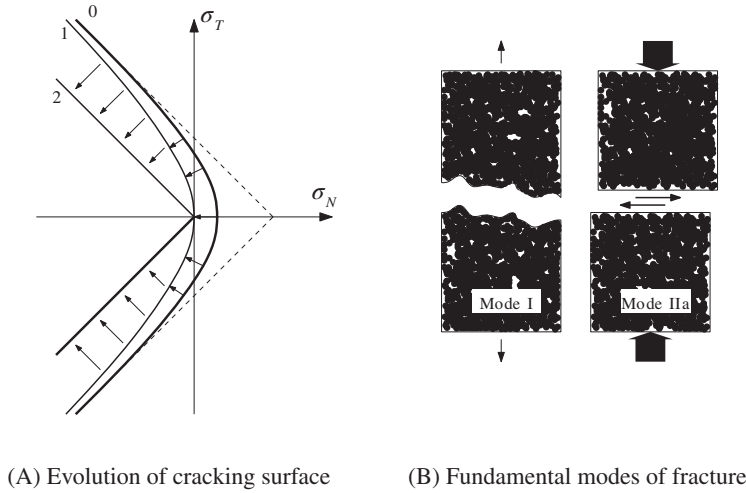 0
σ_T
1
2
σ_N
Mode I
Mode IIa
(A) Evolution of cracking surface
(B) Fundamental modes of fracture